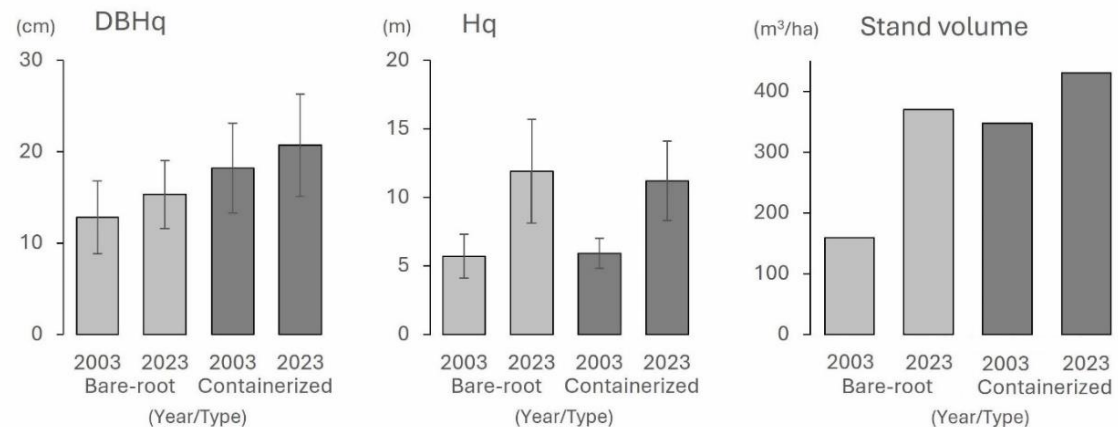 (cm) DBHq
30
20
10
0
2003 2023 2003 2023
Bare-root Containerized
(Year/Type)
(m) Hq
20
15
10
5
0
2003 2023 2003 2023
Bare-root Containerized
(Year/Type)
(m³/ha) Stand volume
400
300
200
100
0
2003 2023 2003 2023
Bare-root Containerized
(Year/Type)